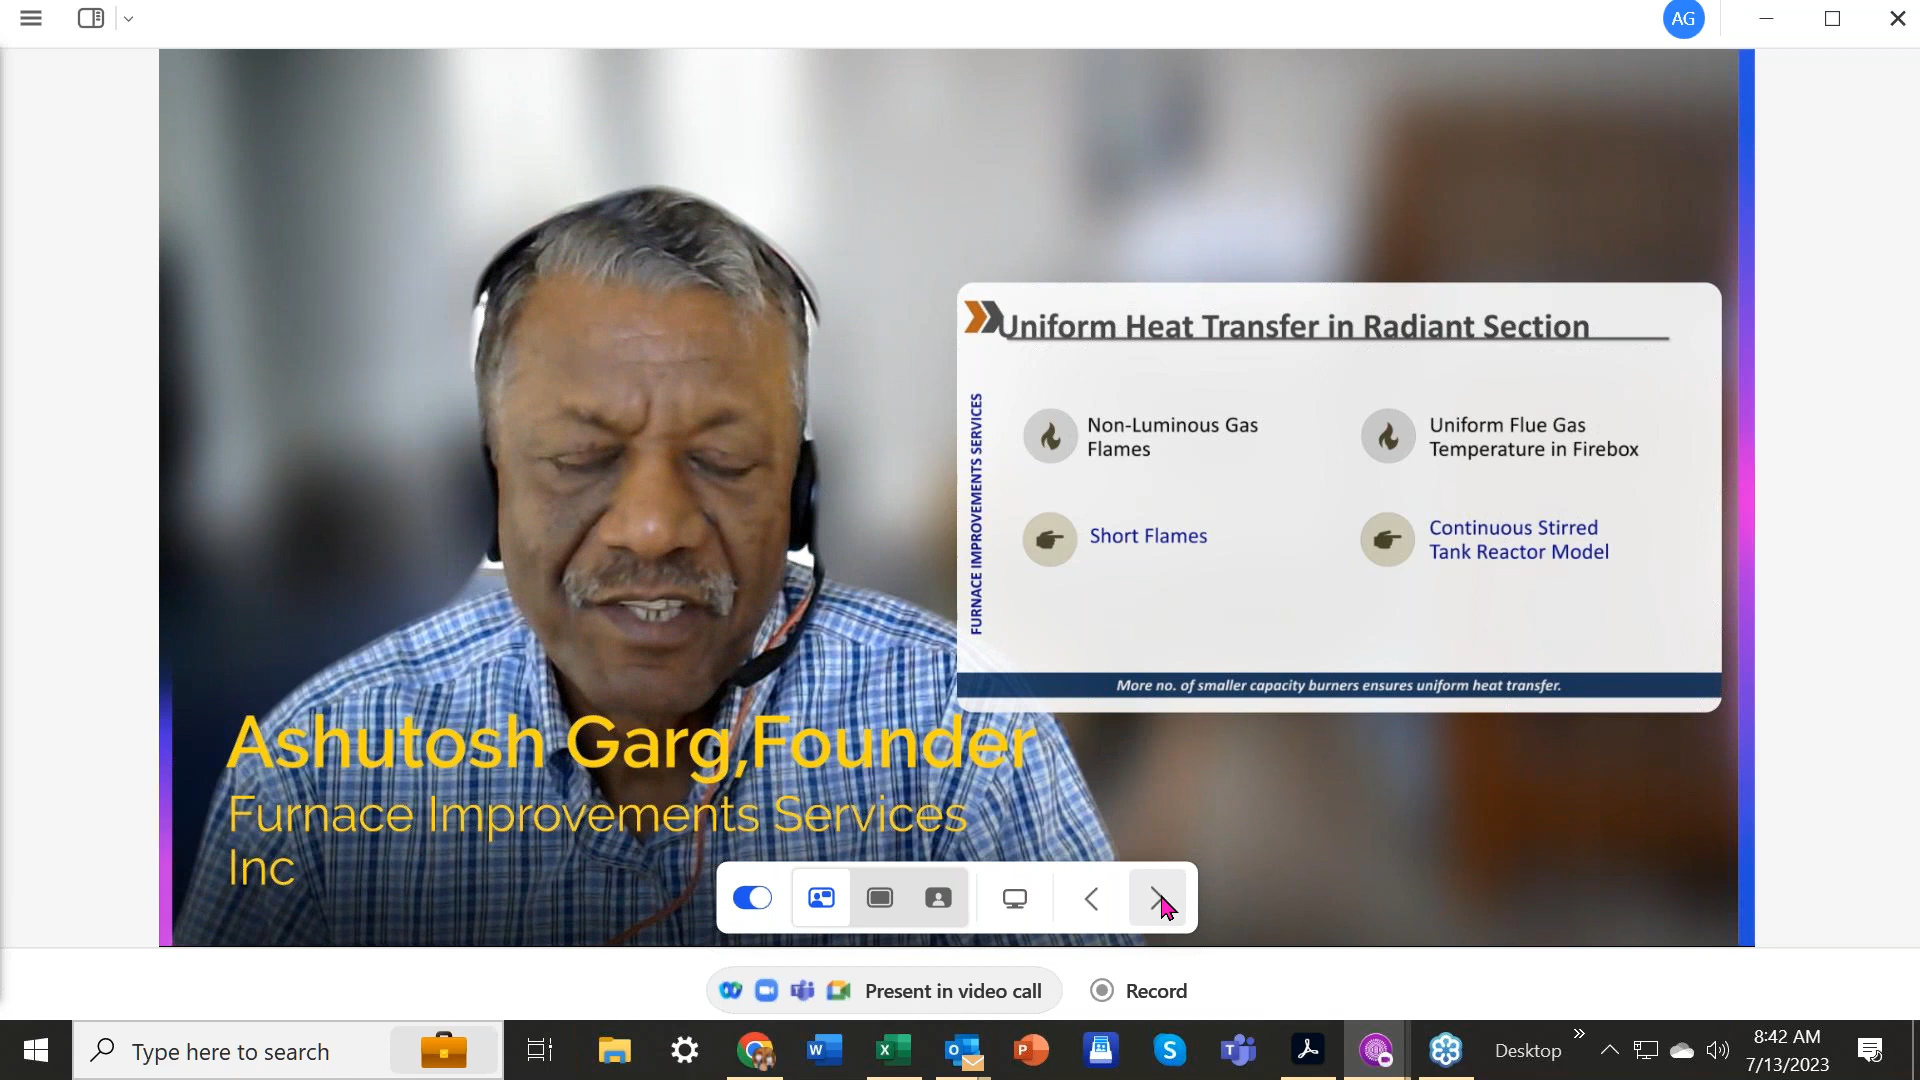 AG
Uniform Heat Transfer in Radiant Section
FURNACE IMPROVEMENTS SERVICES
Non-Luminous Gas
Flames
Uniform Flue Gas
Temperature in Firebox
Short Flames
Continuous Stirred
Tank Reactor Model
More no. of smaller capacity burners ensures uniform heat transfer.
Ashutosh Garg,Founder
Furnace Improvements Services
Inc
Present in video call
Record
Type here to search
Desktop
8:42 AM
7/13/2023